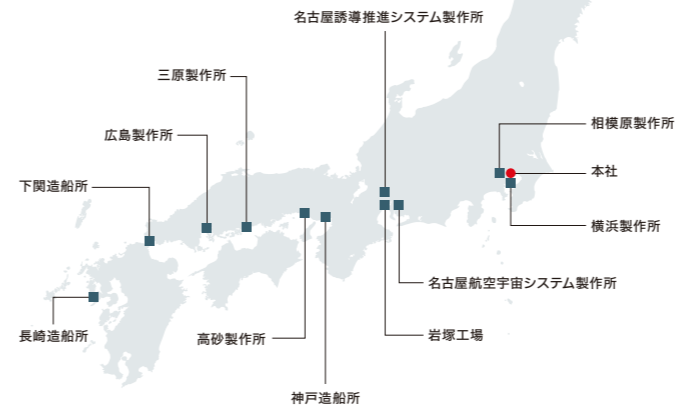 名古屋誘導推進システム製作所
三原製作所
広島製作所
下関造船所
相模原製作所
本社
横浜製作所
名古屋航空宇宙システム製作所
岩塚工場
長崎造船所
高砂製作所
神戸造船所